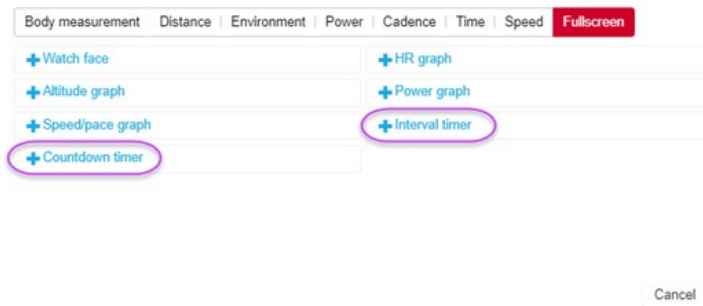 Body measurement Distance Environment Power Cadence Time Speed Fullscreen
Watch face HR graph
Altitude graph Power graph
Speed/pace graph Interval timer
Countdown timer
Cancel